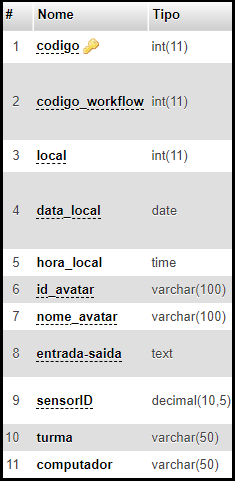 # Nome Tipo
1 codigo int(11)
2 codigo_workflow int(11)
3 local int(11)
4 data_local date
5 hora_local time
6 id_avatar varchar(100)
7 nome_avatar varchar(100)
8 entrada-saida text
9 sensorID decimal(10,5)
10 turma varchar(50)
11 computador varchar(50)